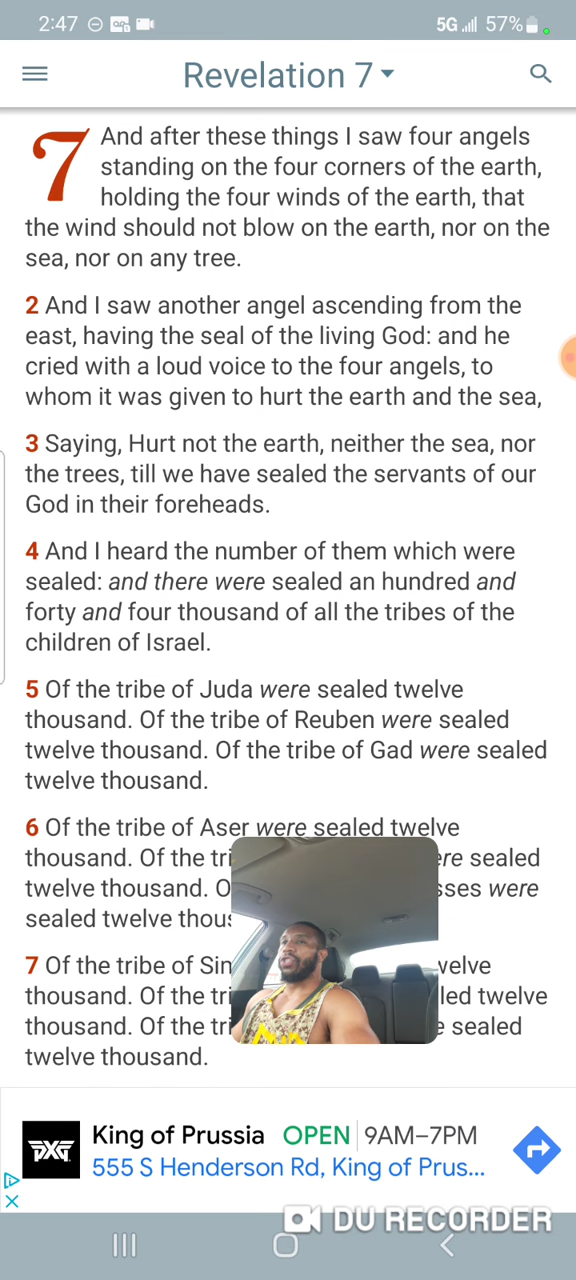 2:47
5G 57%
Revelation 7
7 And after these things I saw four angels
standing on the four corners of the earth,
holding the four winds of the earth, that
the wind should not blow on the earth, nor on the
sea, nor on any tree.
2 And I saw another angel ascending from the
east, having the seal of the living God: and he
cried with a loud voice to the four angels, to
whom it was given to hurt the earth and the sea,
3 Saying, Hurt not the earth, neither the sea, nor
the trees, till we have sealed the servants of our
God in their foreheads.
4 And I heard the number of them which were
sealed: and there were sealed an hundred and
forty and four thousand of all the tribes of the
children of Israel.
5 Of the tribe of Juda were sealed twelve
thousand. Of the tribe of Reuben were sealed
twelve thousand. Of the tribe of Gad were sealed
twelve thousand.
6 Of the tribe of Aser were sealed twelve
thousand. Of the sealed
twelve thousand. were
sealed twelve
7 Of the tribe of
thousand. Of the twelve
thousand. Of the sealed
twelve thousand.
PXG
King of Prussia OPEN 9AM–7PM
555 S Henderson Rd, King of Prus...
DU RECORDER